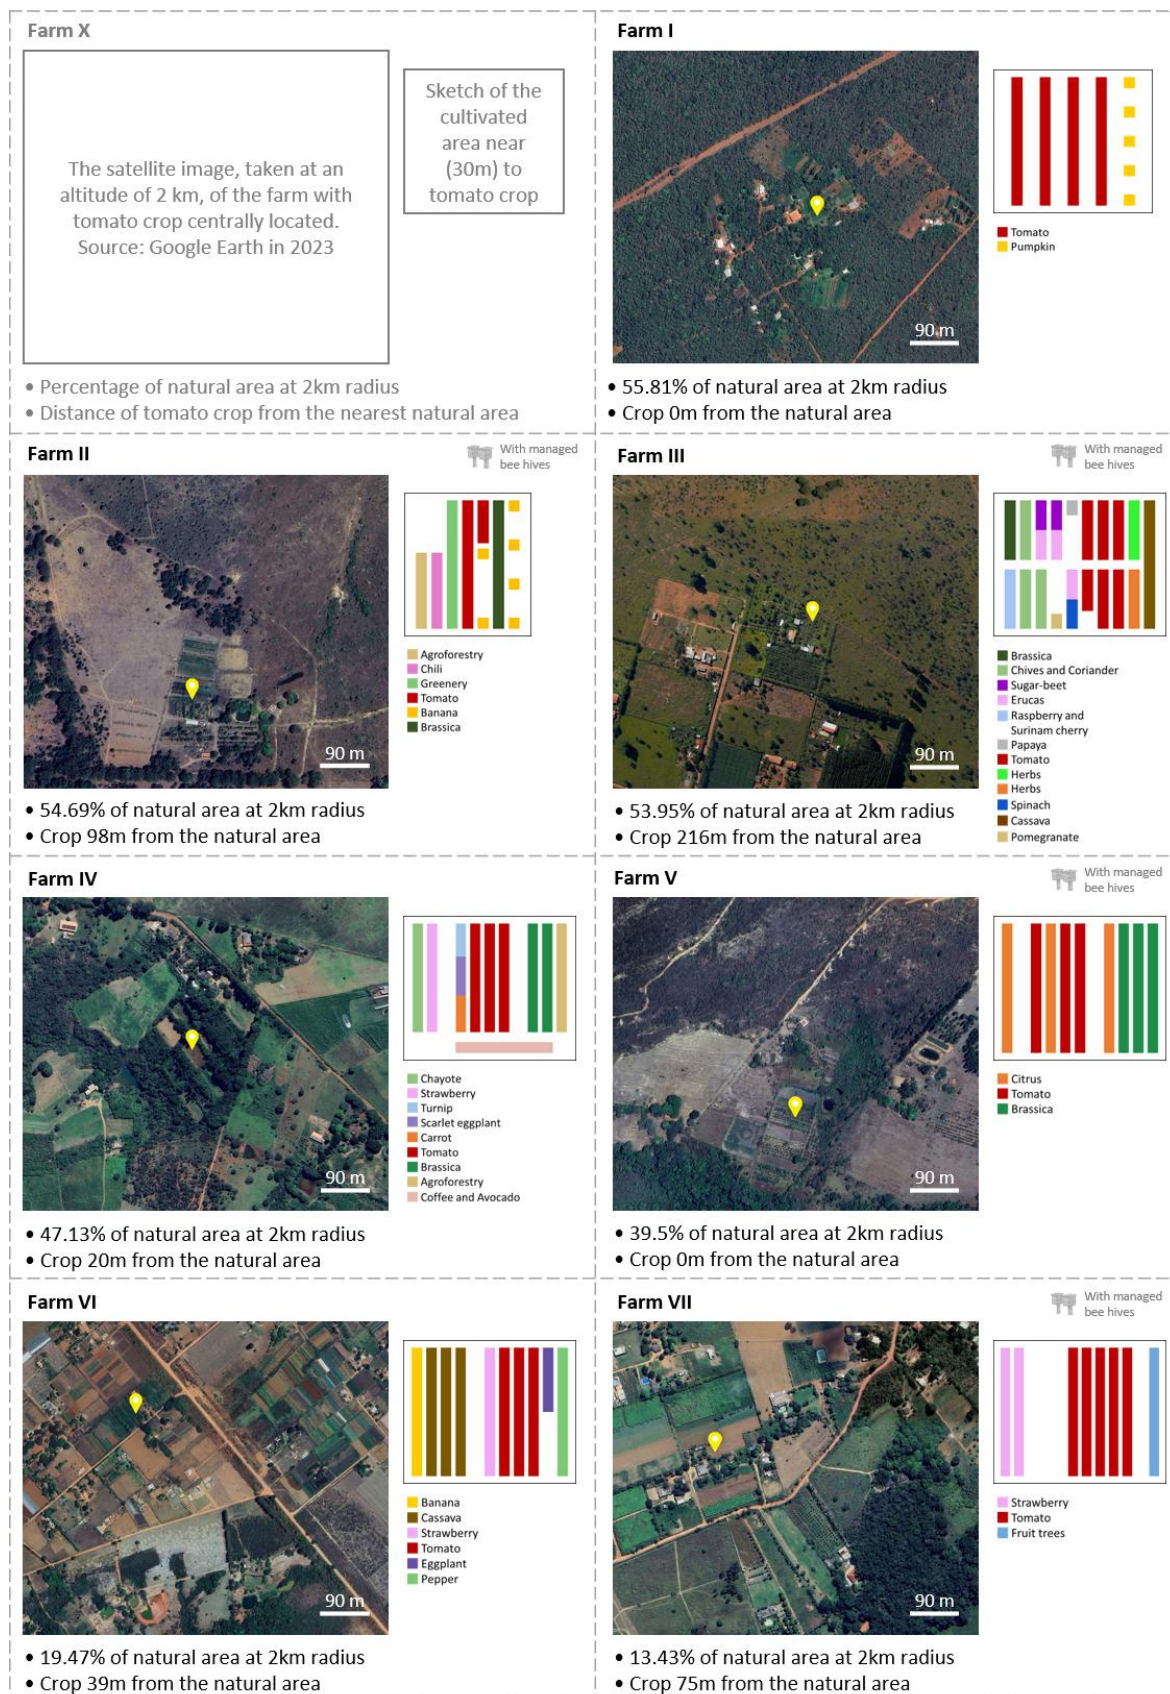 Farm X
The satellite image, taken at an
altitude of 2 km, of the farm with
tomato crop centrally located.
Source: Google Earth in 2023
Sketch of the
cultivated
area near
(30m) to
tomato crop
• Percentage of natural area at 2km radius
• Distance of tomato crop from the nearest natural area
Farm I
90 m
Tomato
Pumpkin
• 55.81% of natural area at 2km radius
• Crop 0m from the natural area
Farm II
With managed
bee hives
90 m
Agroforestry
Chili
Greenery
Tomato
Banana
Brassica
• 54.69% of natural area at 2km radius
• Crop 98m from the natural area
Farm III
With managed
bee hives
90 m
Brassica
Chives and Coriander
Sugar-beet
Erucas
Raspberry and
Surinam cherry
Papaya
Tomato
Herbs
Herbs
Spinach
Cassava
Pomegranate
• 53.95% of natural area at 2km radius
• Crop 216m from the natural area
Farm IV
90 m
Chayote
Strawberry
Turnip
Scarlet eggplant
Carrot
Tomato
Brassica
Agroforestry
Coffee and Avocado
• 47.13% of natural area at 2km radius
• Crop 20m from the natural area
Farm V
With managed
bee hives
90 m
Citrus
Tomato
Brassica
• 39.5% of natural area at 2km radius
• Crop 0m from the natural area
Farm VI
90 m
Banana
Cassava
Strawberry
Tomato
Eggplant
Pepper
• 19.47% of natural area at 2km radius
• Crop 39m from the natural area
Farm VII
With managed
bee hives
90 m
Strawberry
Tomato
Fruit trees
• 13.43% of natural area at 2km radius
• Crop 75m from the natural area